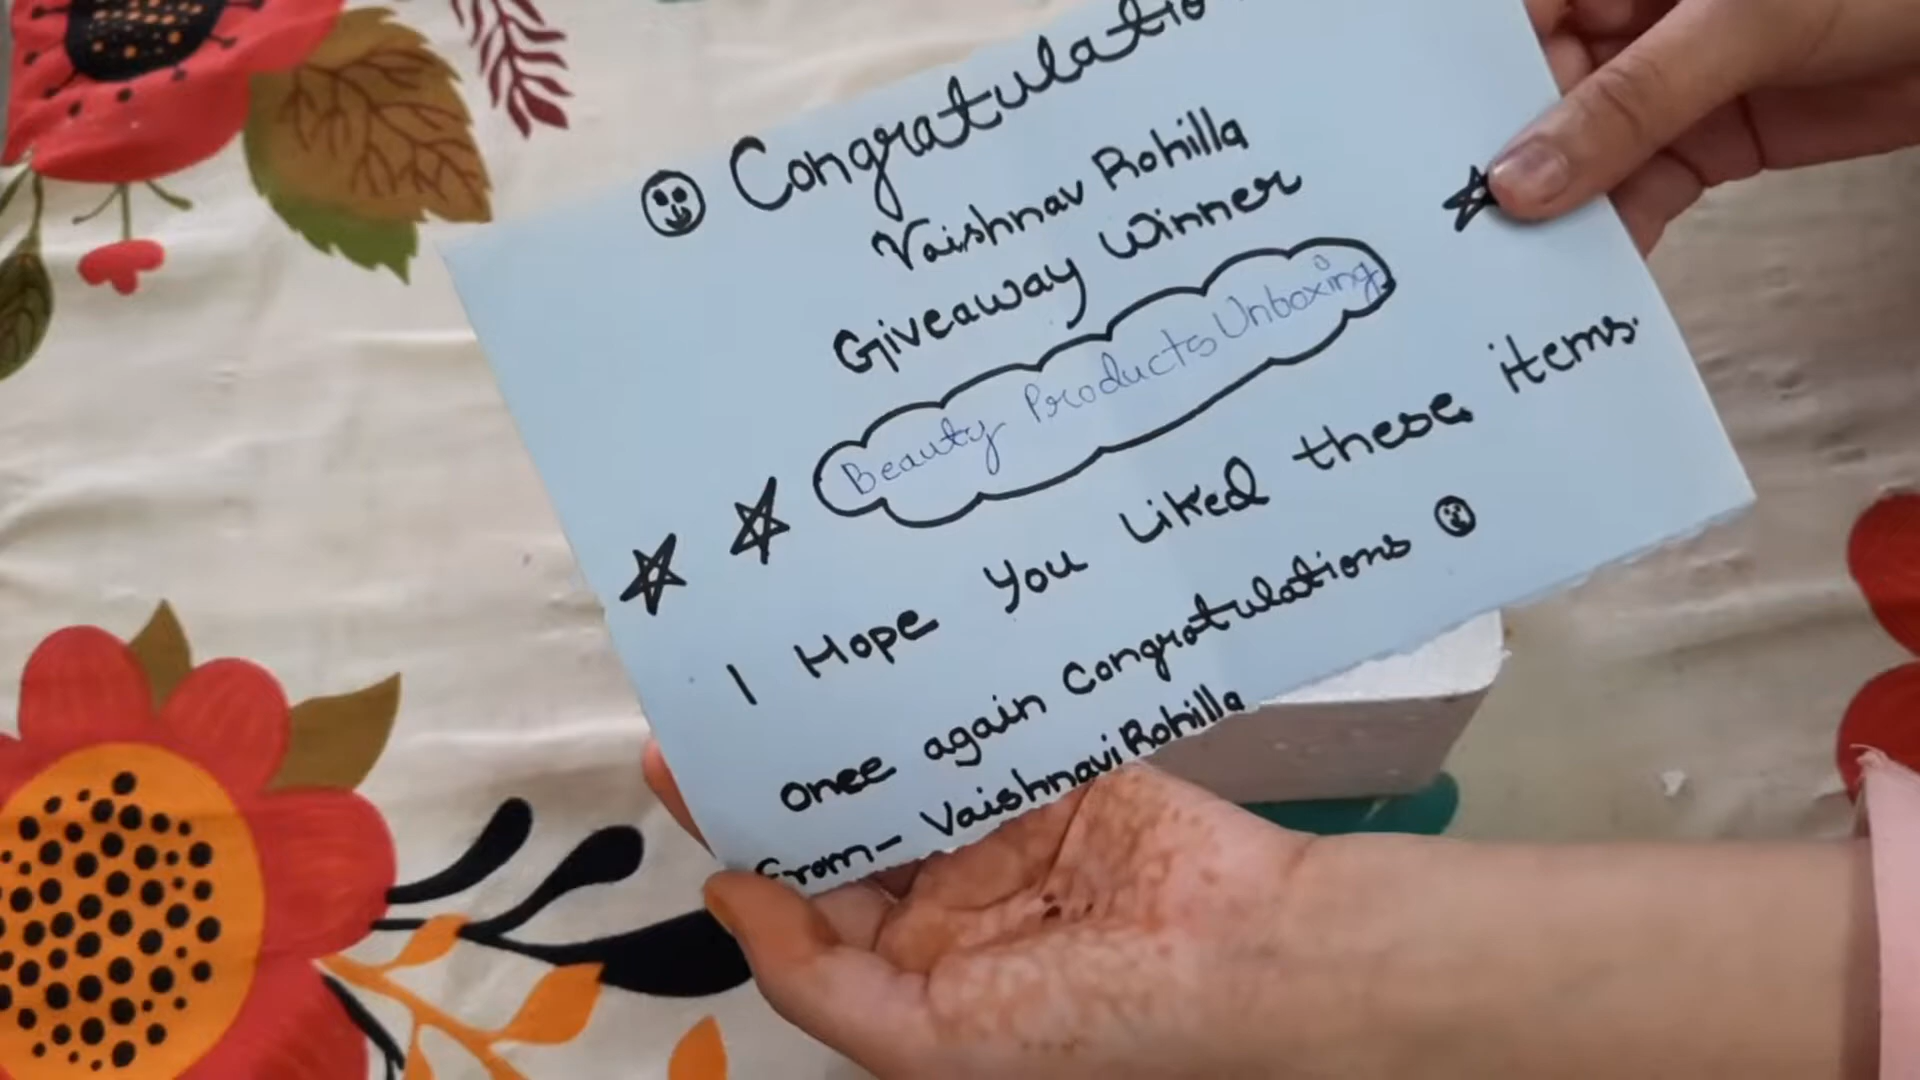 Congratulatio
Vaishnav Rohilla
Giveaway Winner
Beauty Products Unboxing
I Hope you Liked these items.
once again Congratulations
From- Vaishnavi Rohilla